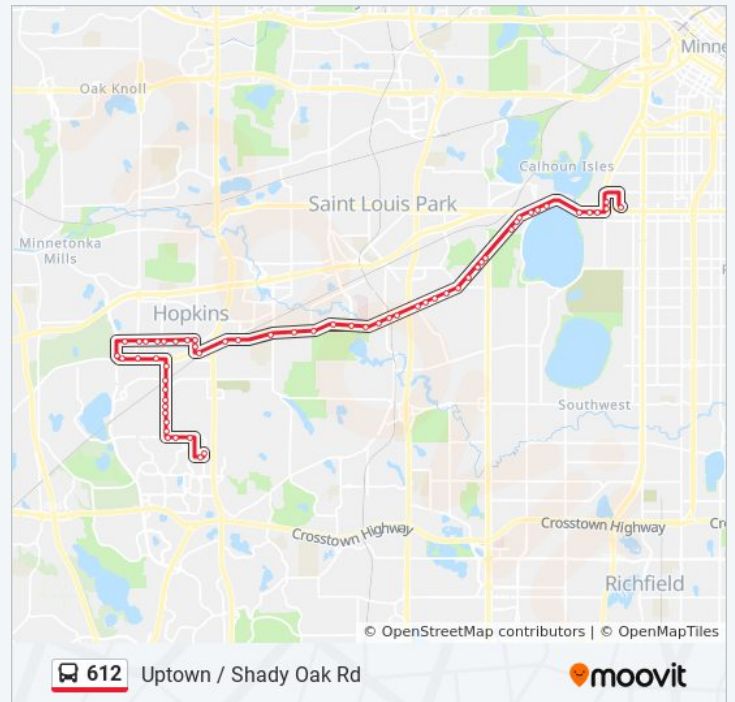 Minne
Oak Knoll
Calhoun Isles
Saint Louis Park
Minnetonka
Mills
Hopkins
Southwest
Crosstown Highway
Crosstown Highway
Cro
Richfield
© OpenStreetMap contributors | © OpenMapTiles
612 Uptown / Shady Oak Rd
moovit